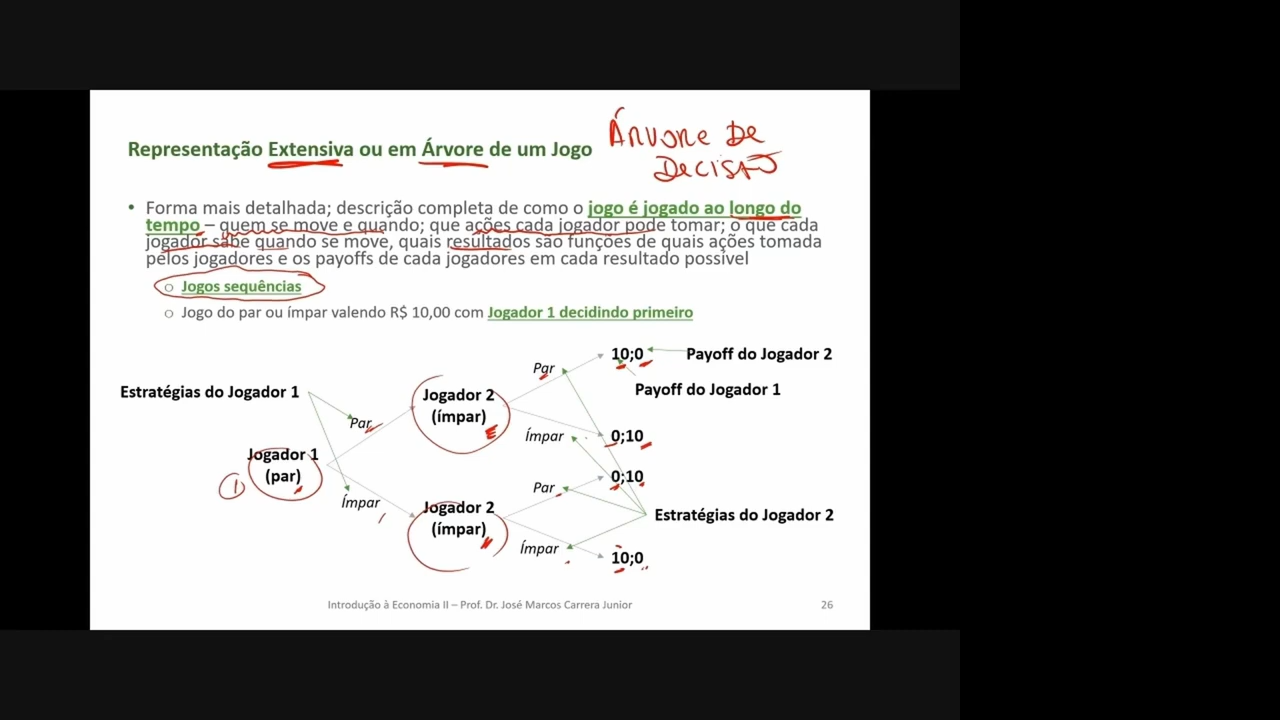 Representação Extensiva ou em Árvore de um Jogo
ÁRVORE DE
DECISÃO
• Forma mais detalhada; descrição completa de como o jogo é jogado ao longo do
tempo – quem se move e quando; que ações cada jogador pode tomar; o que cada
jogador sabe quando se move, quais resultados são funções de quais ações tomada
pelos jogadores e os payoffs de cada jogadores em cada resultado possível
o Jogos sequências
o Jogo do par ou ímpar valendo R$ 10,00 com Jogador 1 decidindo primeiro
Estratégias do Jogador 1
1
Jogador 1
(par)
Par
Ímpar
Jogador 2
(ímpar)
Jogador 2
(ímpar)
Par
Ímpar
Par
Ímpar
10;0
0;10
0;10
10;0
Payoff do Jogador 2
Payoff do Jogador 1
Estratégias do Jogador 2
Introdução à Economia II – Prof. Dr. José Marcos Carrera Junior
26